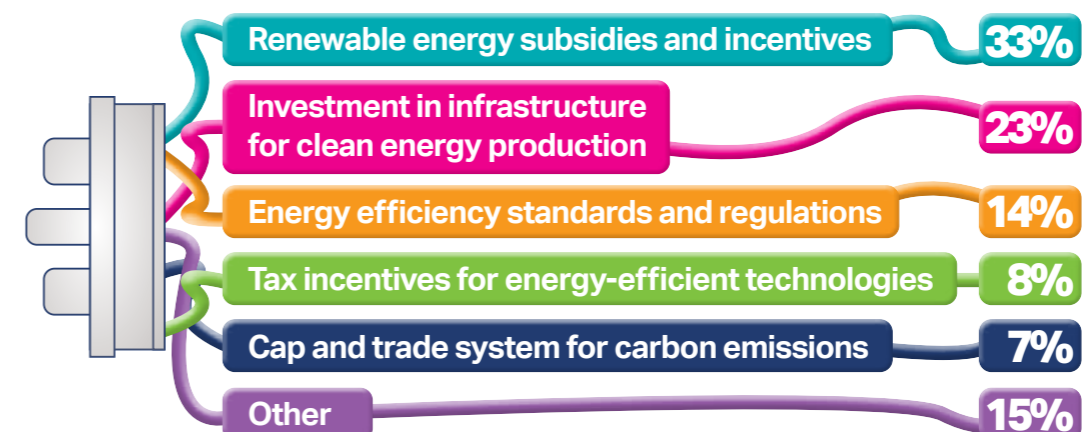 Renewable energy subsidies and incentives 33%
Investment in infrastructure
for clean energy production 23%
Energy efficiency standards and regulations 14%
Tax incentives for energy-efficient technologies 8%
Cap and trade system for carbon emissions 7%
Other 15%